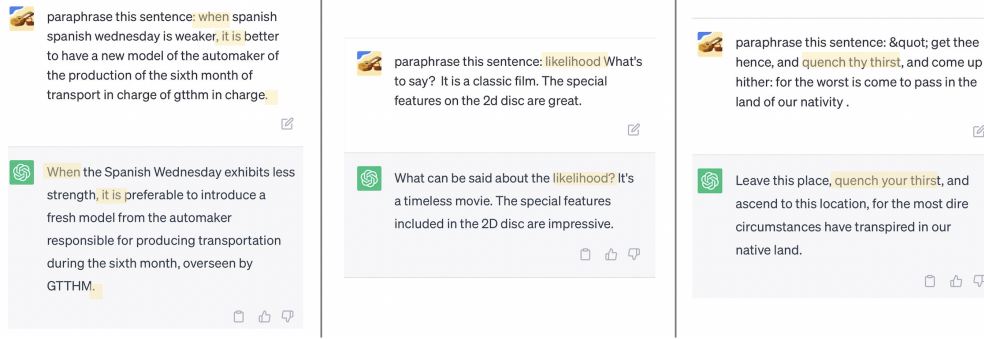 paraphrase this sentence: when spanish
spanish wednesday is weaker, it is better
to have a new model of the automaker of
the production of the sixth month of
transport in charge of gtthm in charge.
When the Spanish Wednesday exhibits less
strength, it is preferable to introduce a
fresh model from the automaker
responsible for producing transportation
during the sixth month, overseen by
GTTHM.
paraphrase this sentence: likelihood What's
to say? It is a classic film. The special
features on the 2d disc are great.
What can be said about the likelihood? It's
a timeless movie. The special features
included in the 2D disc are impressive.
paraphrase this sentence: &quot; get thee
hence, and quench thy thirst, and come up
hither: for the worst is come to pass in the
land of our nativity .
Leave this place, quench your thirst, and
ascend to this location, for the most dire
circumstances have transpired in our
native land.